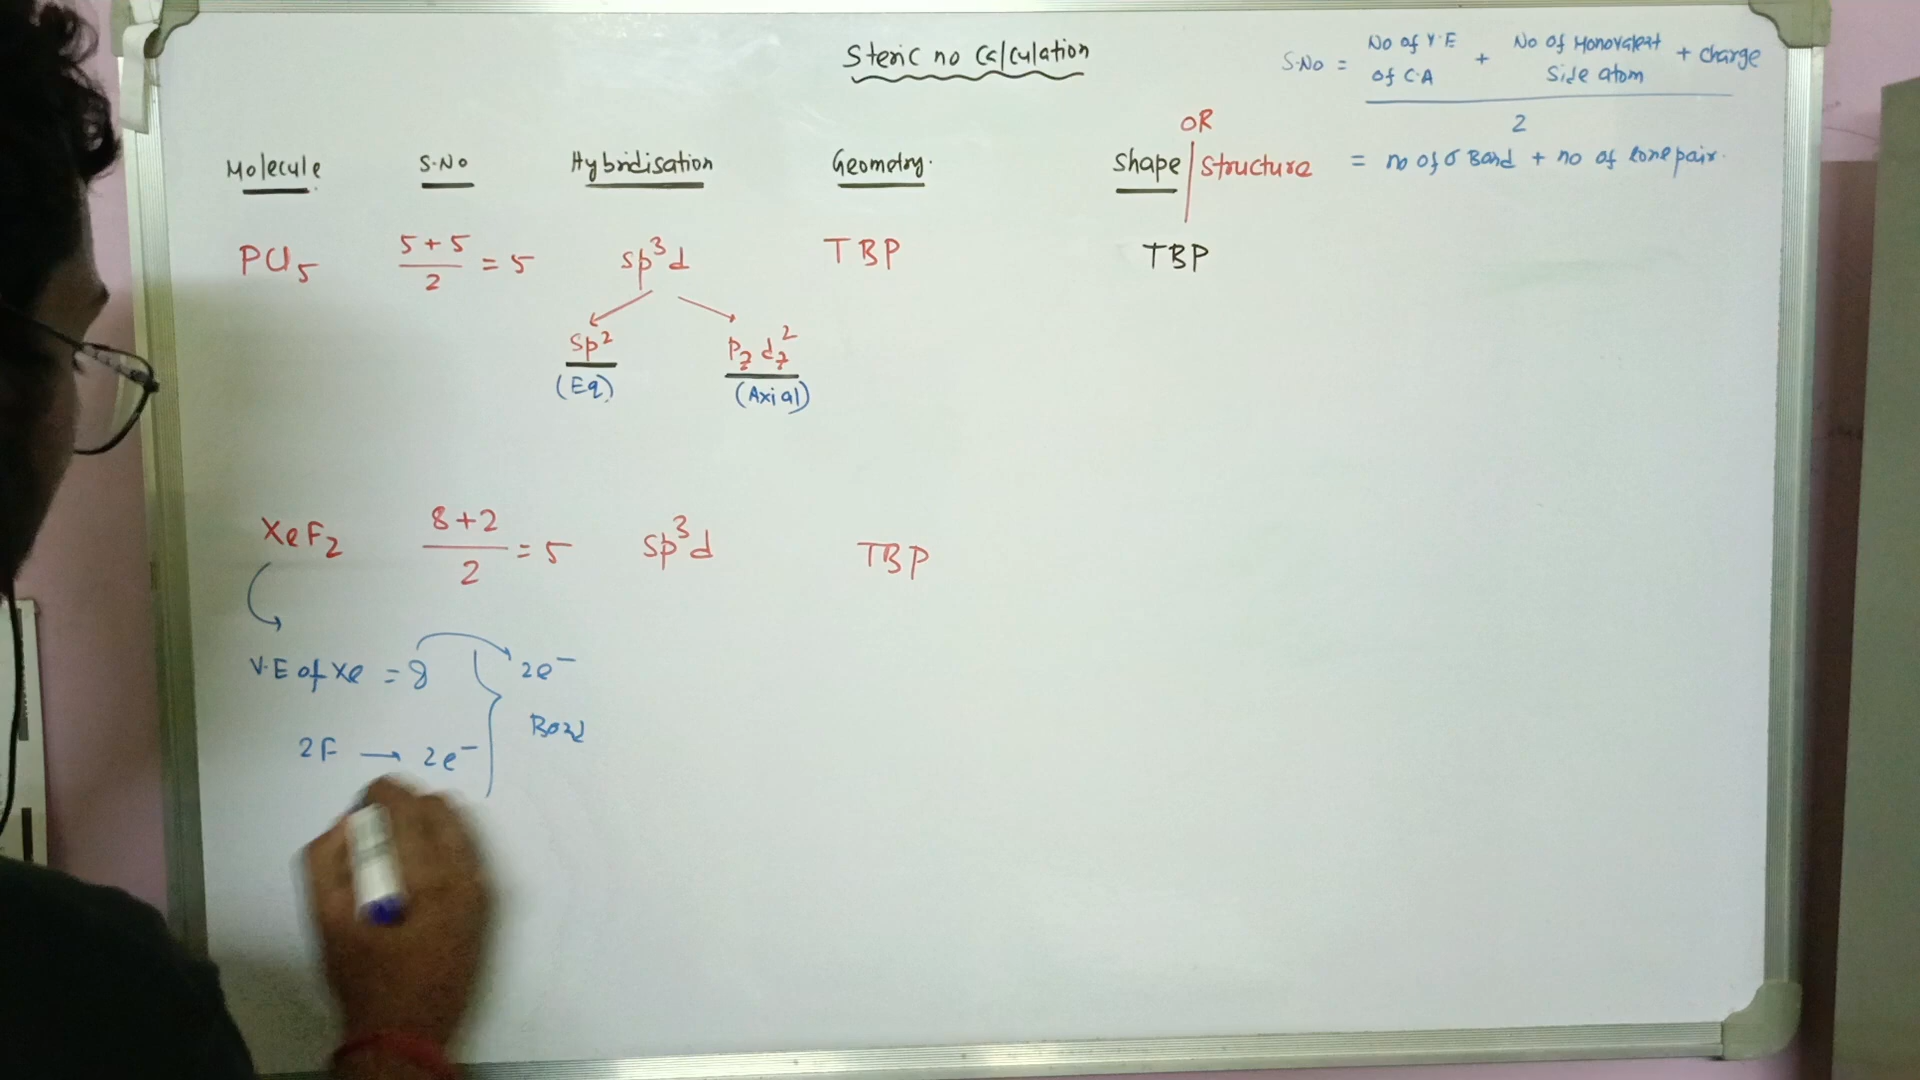 Steric no Calculation
S.No = No of V.E of C.A + No of Monovalent Side atom + charge
2
= no of σ Bond + no of lone pair.
Molecule S.No Hybridisation Geometry. Shape OR Structure
PCl5 5+5/2 = 5 sp³d TBP TBP
sp² Pz dz²
(Eq) (Axial)
XeF2 8+2/2 = 5 sp³d TBP
V.E of Xe = 8 2e⁻
Bond
2F → 2e⁻